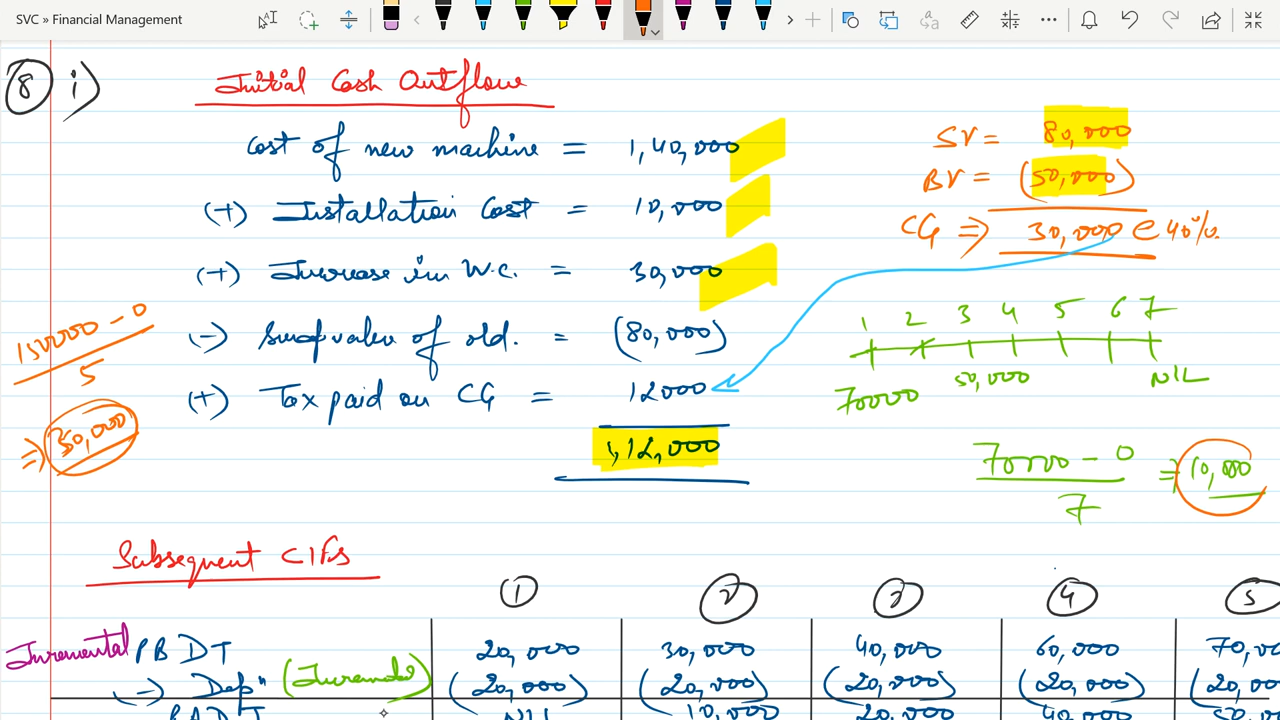 SVC » Financial Management
8 i)
Initial Cash Outflow
Cost of new machine = 1,40,000
(+) Installation Cost = 10,000
(+) Increase in W.C. = 30,000
(-) Scrap value of old. = (80,000)
(+) Tax paid on CG = 12000
1,12,000
SV = 80,000
BV = (50,000)
CG ⇒ 30,000 @ 40%.
1 2 3 4 5 6 7
70000 50,000 NIL
70000 - 0
7
⇒ 10,000
150000 - 0
5
⇒ 30,000
Subsequent CIFs
1 2 3 4 5
Incremental PBDT 20,000 30,000 40,000 60,000 70,00
(-) Depn (Incremental) (20,000) (20,000) (20,000) (20,000) (20,00
PADT NIL 10,000 20,000 40,000 50,00